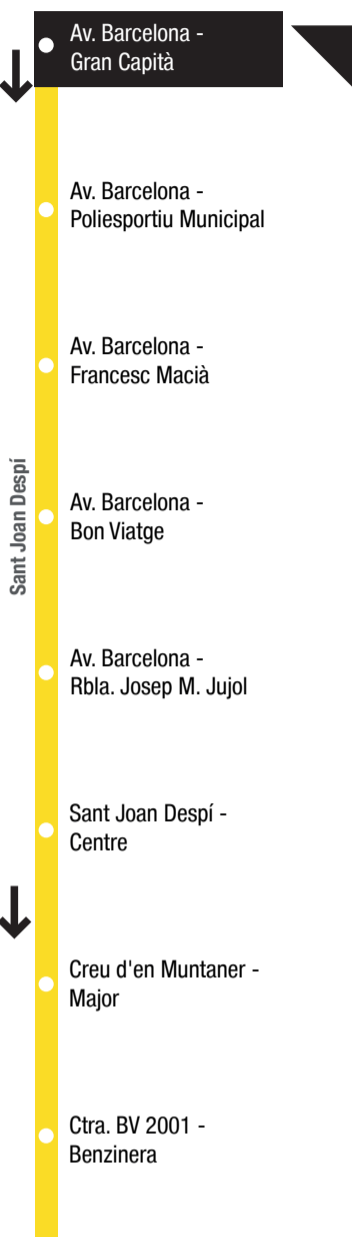 Av. Barcelona -
Gran Capità
Av. Barcelona -
Poliesportiu Municipal
Av. Barcelona -
Francesc Macià
Sant Joan Despí
Av. Barcelona -
Bon Viatge
Av. Barcelona -
Rbla. Josep M. Jujol
Sant Joan Despí -
Centre
Creu d'en Muntaner -
Major
Ctra. BV 2001 -
Benzinera